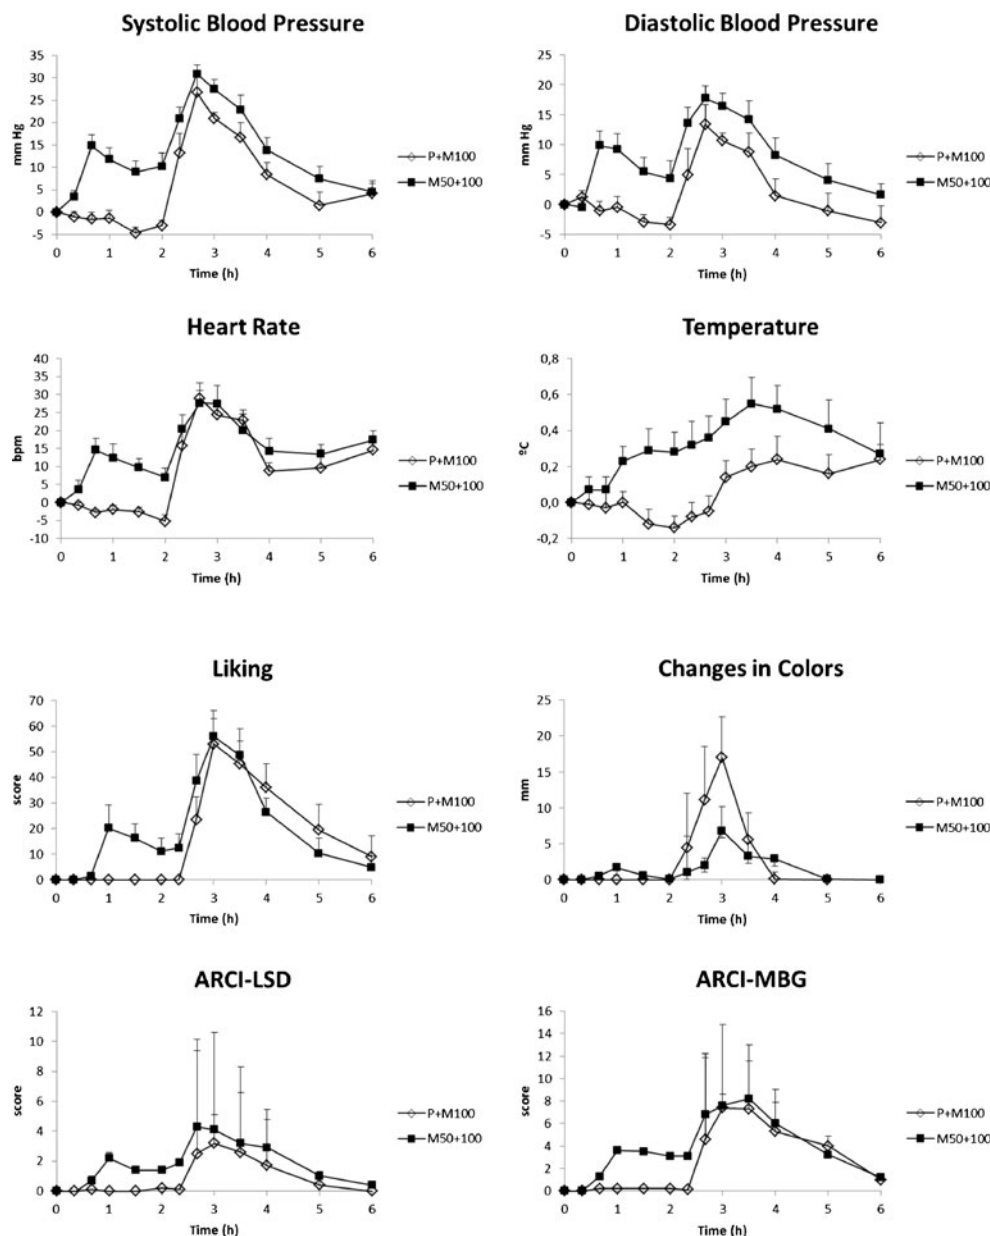 Systolic Blood Pressure
35
30
25
20
15
10
5
0
-5
mm Hg
0 1 2 3 4 5 6
Time (h)
P+M100
M50+100
Diastolic Blood Pressure
25
20
15
10
5
0
-5
mm Hg
0 1 2 3 4 5 6
Time (h)
P+M100
M50+100
Heart Rate
40
35
30
25
20
15
10
5
0
-5
-10
bpm
0 1 2 3 4 5 6
Time (h)
P+M100
M50+100
Temperature
0,8
0,6
0,4
0,2
0,0
-0,2
ºC
0 1 2 3 4 5 6
Time (h)
P+M100
M50+100
Liking
70
60
50
40
30
20
10
0
score
0 1 2 3 4 5 6
Time (h)
P+M100
M50+100
Changes in Colors
25
20
15
10
5
0
mm
0 1 2 3 4 5 6
Time (h)
P+M100
M50+100
ARCI-LSD
12
10
8
6
4
2
0
score
0 1 2 3 4 5 6
Time (h)
P+M100
M50+100
ARCI-MBG
16
14
12
10
8
6
4
2
0
score
0 1 2 3 4 5 6
Time (h)
P+M100
M50+100